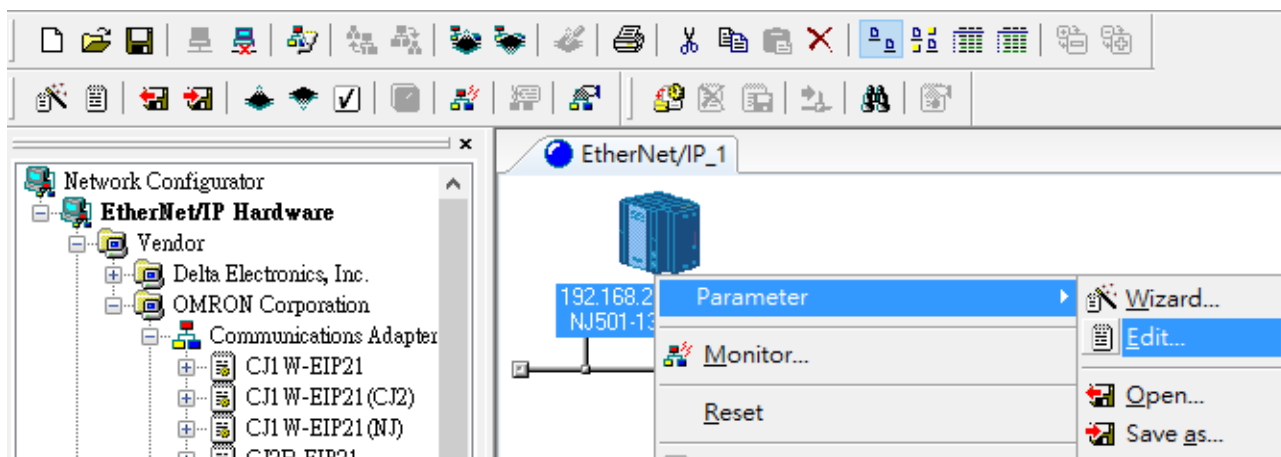 EtherNet/IP_1
Network Configurator
EtherNet/IP Hardware
Vendor
Delta Electronics, Inc.
OMRON Corporation
Communications Adapter
CJ1W-EIP21
CJ1W-EIP21(CJ2)
CJ1W-EIP21(NJ)
192.168.2
NJ501-13
Parameter
Monitor...
Reset
Wizard...
Edit...
Open...
Save as...